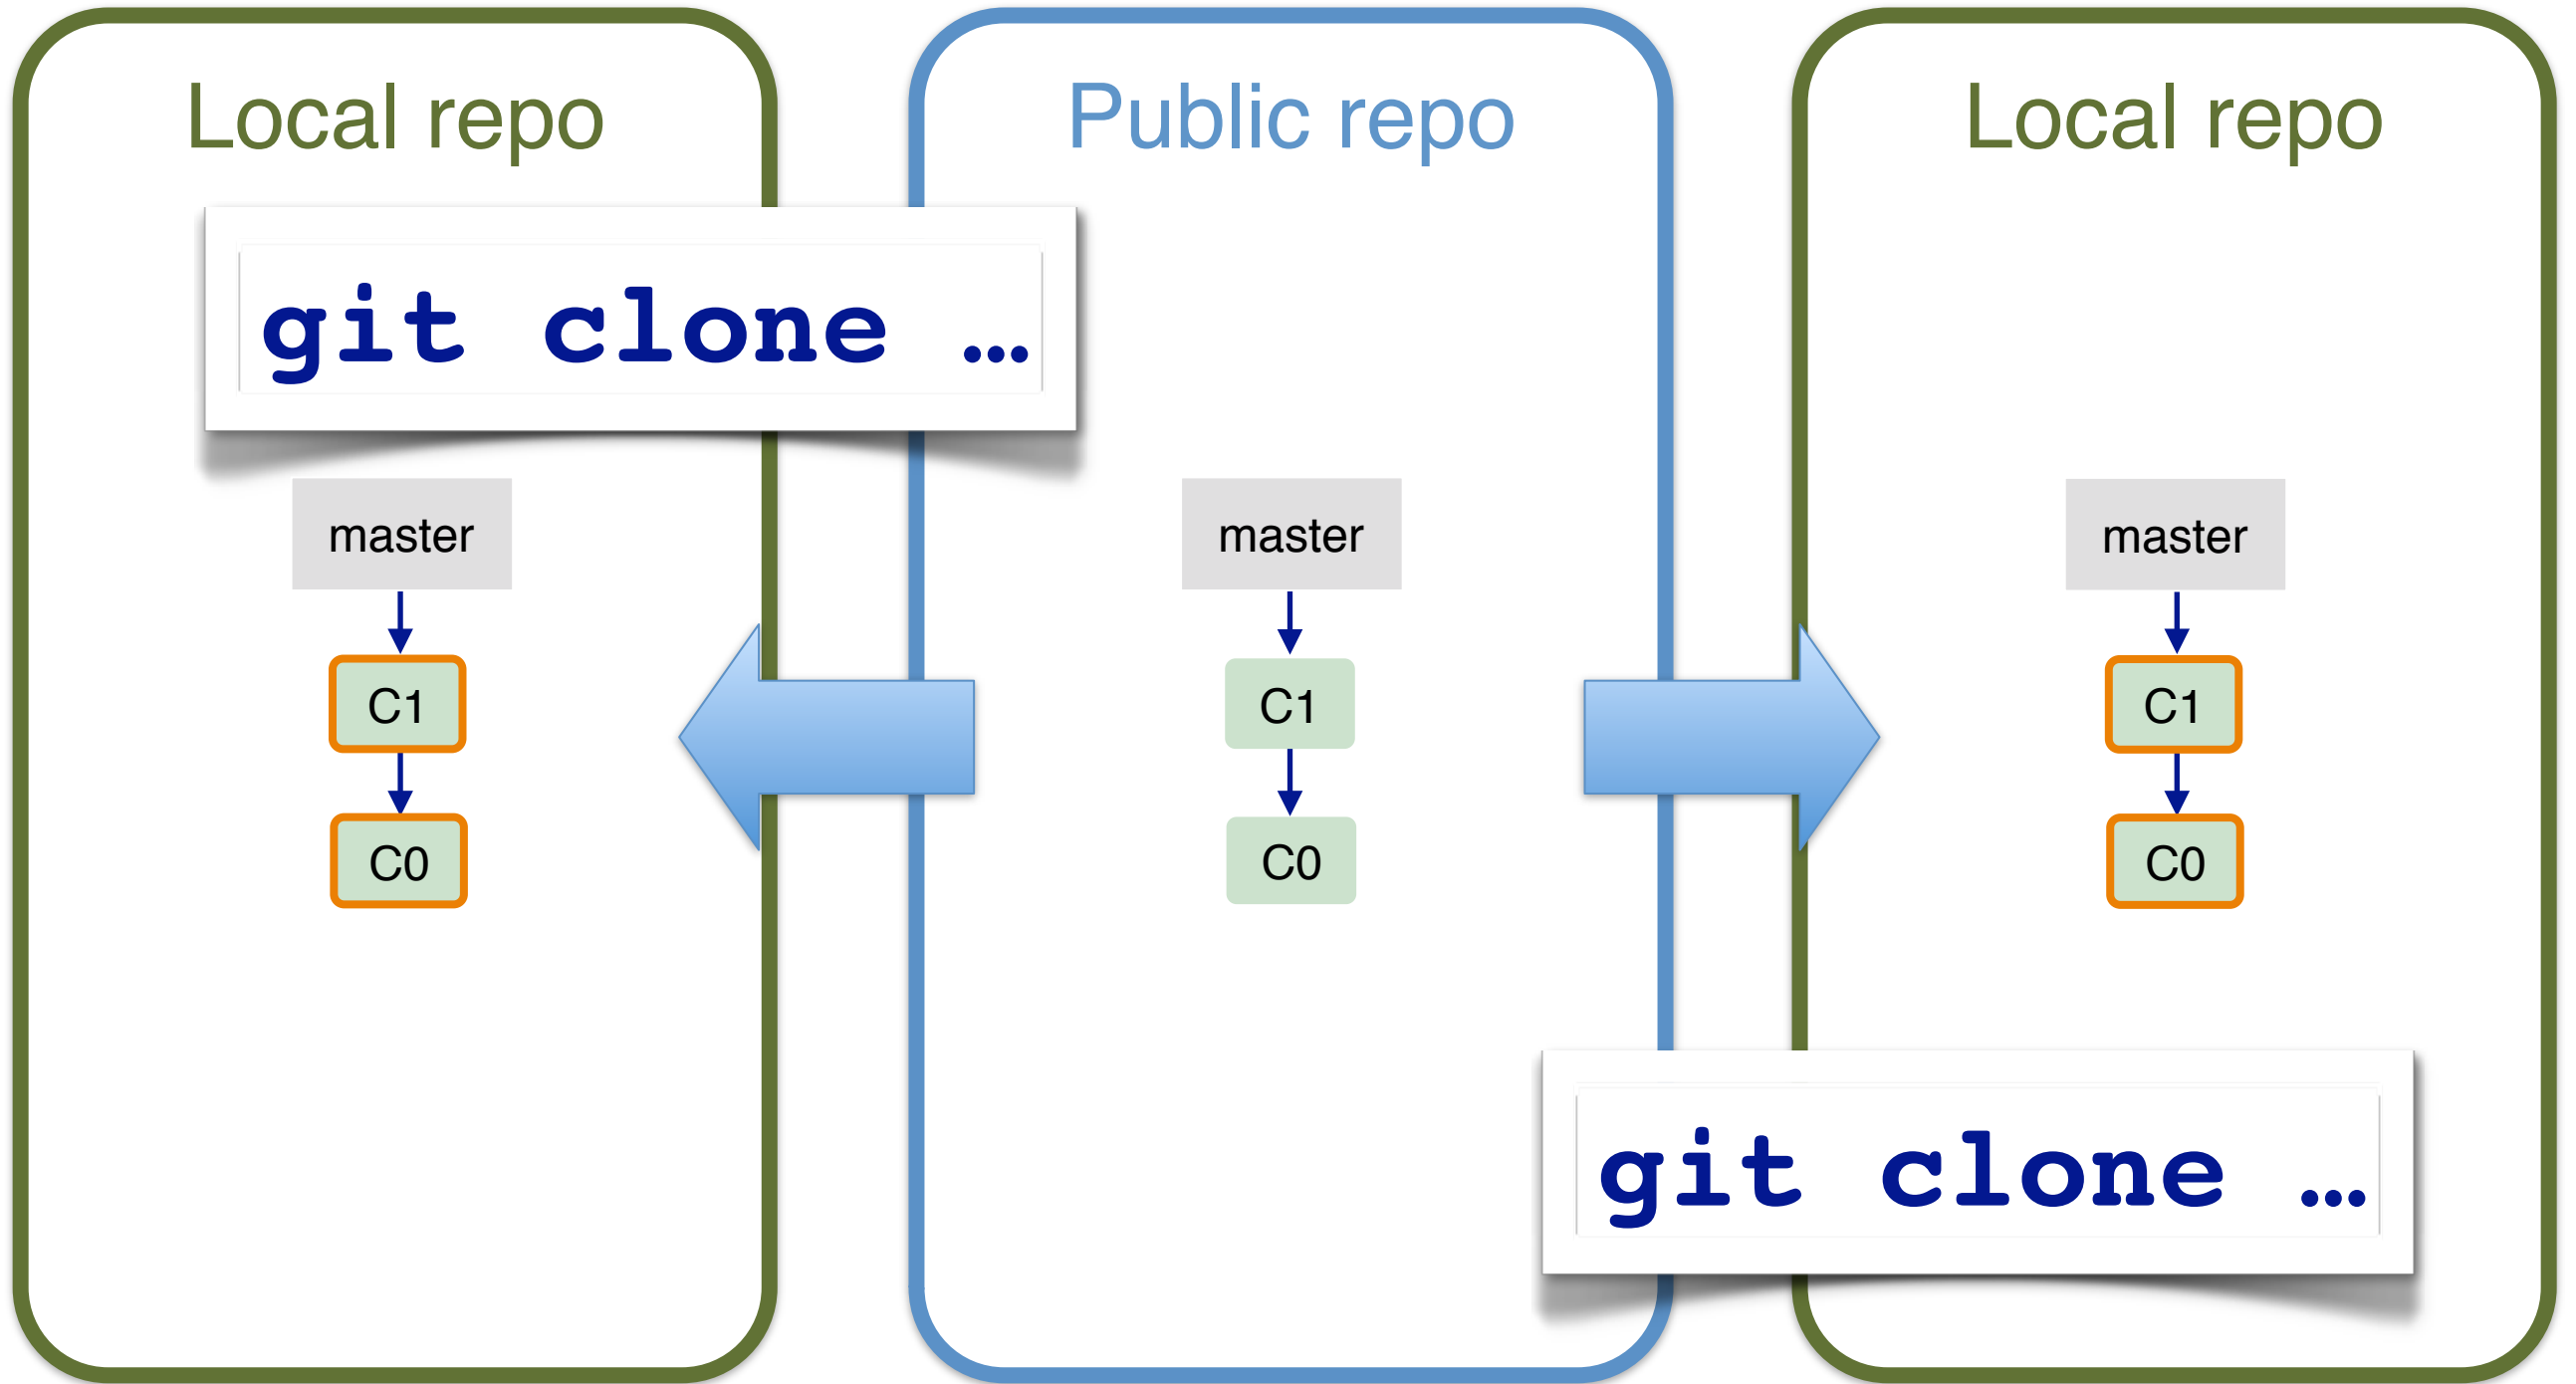 Local repo
Public repo
Local repo
git clone …
master
master
master
C1
C1
C1
C0
C0
C0
git clone …